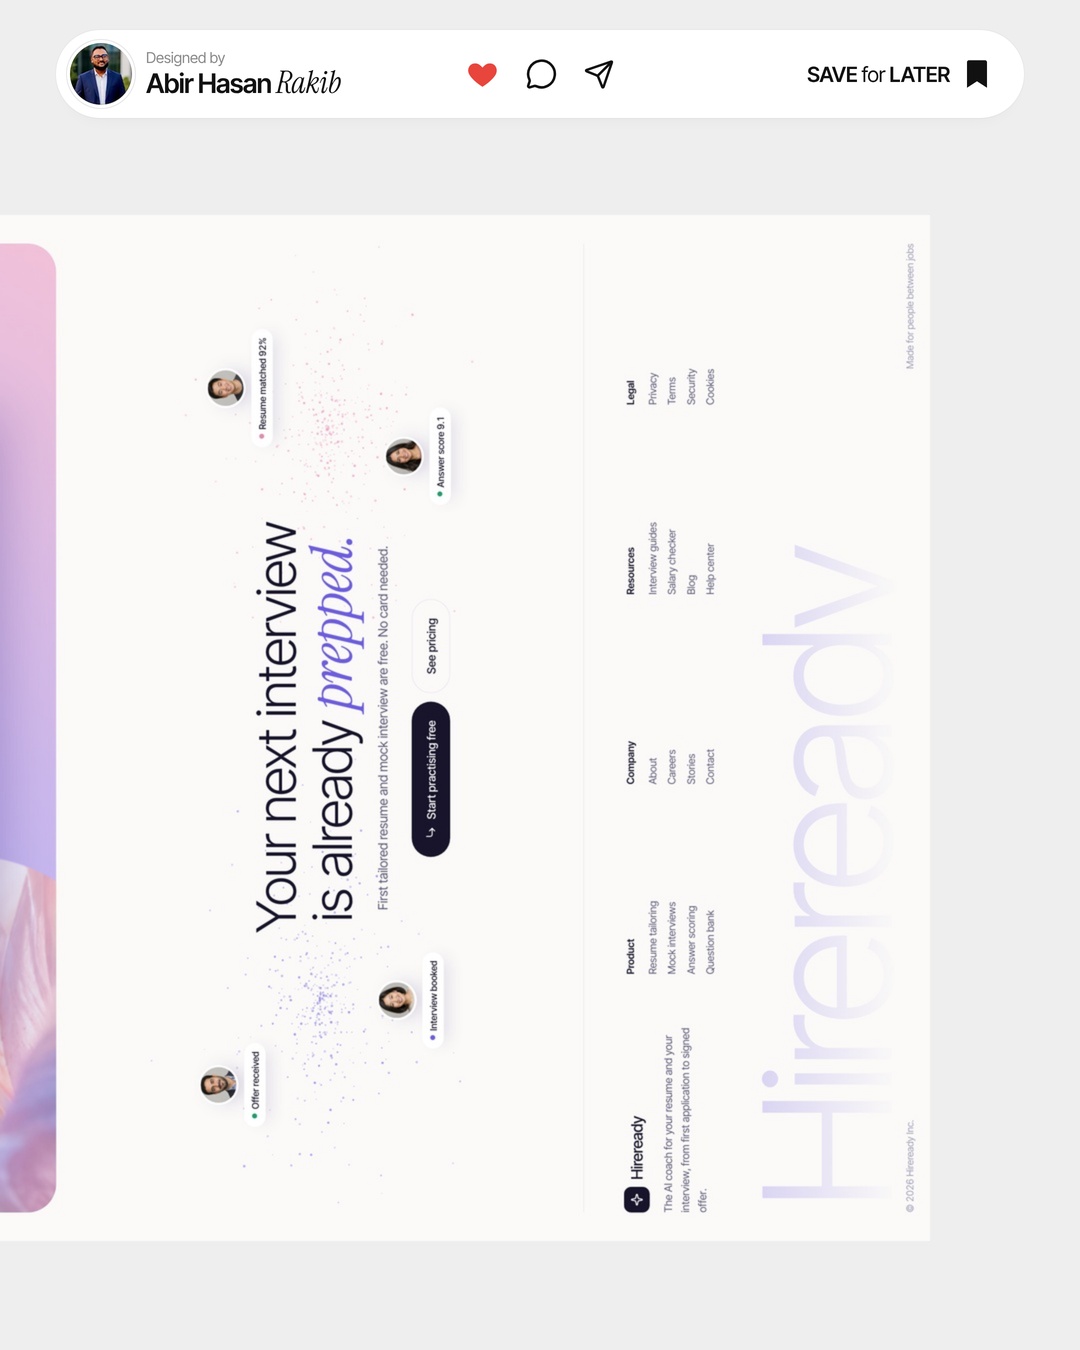 Designed by
Abir Hasan Rakib
SAVE for LATER
Offer received
Interview booked
Resume matched 92%
Answer score 9.1
Your next interview
is already prepped.
First tailored resume and mock interview are free. No card needed.
Start practising free
See pricing
Hireready
The AI coach for your resume and your
interview, from first application to signed
offer.
Product
Resume tailoring
Mock interviews
Answer scoring
Question bank
Company
About
Careers
Stories
Contact
Resources
Interview guides
Salary checker
Blog
Help center
Legal
Privacy
Terms
Security
Cookies
Hireready
© 2026 Hireready Inc.
Made for people between jobs